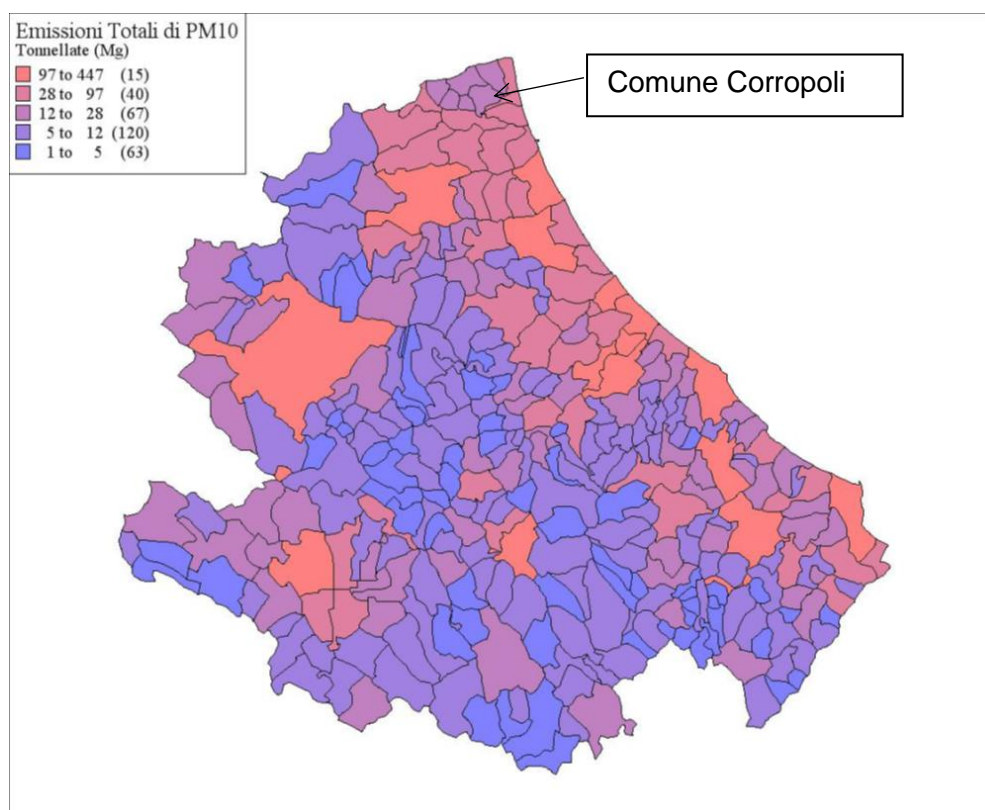 Emissioni Totali di PM10
Tonnellate (Mg)
97 to 447 (15)
28 to 97 (40)
12 to 28 (67)
5 to 12 (120)
1 to 5 (63)
Comune Corropoli